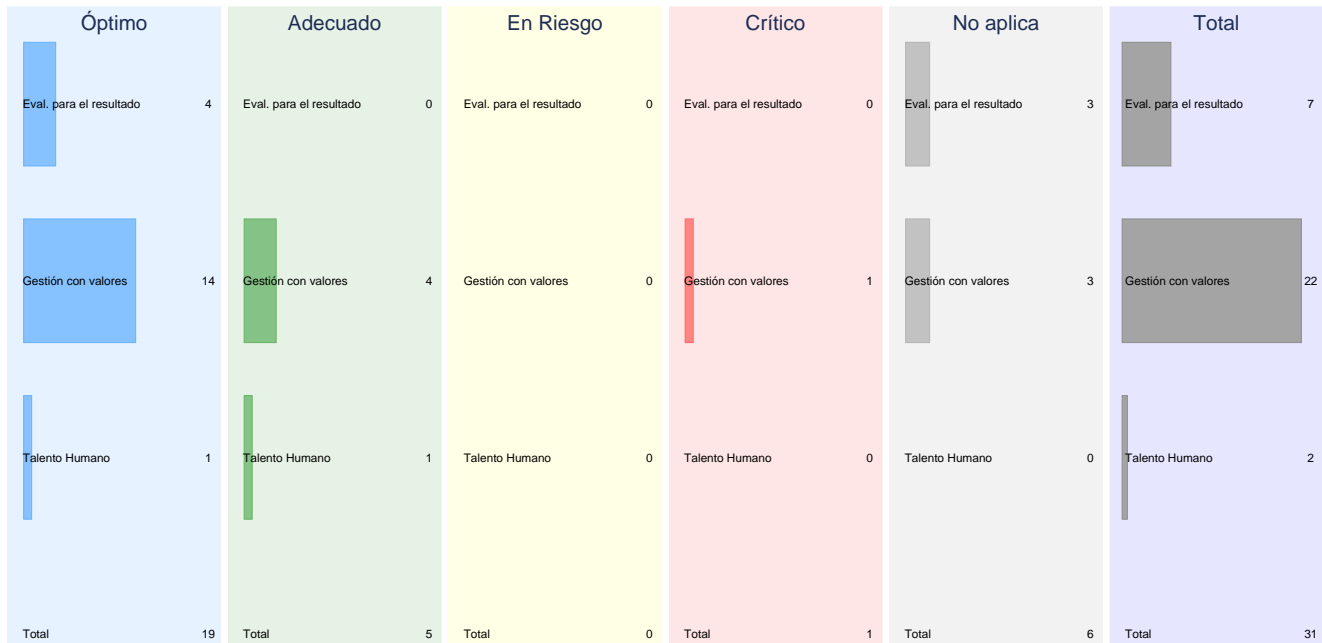 Óptimo Adecuado En Riesgo Crítico No aplica Total
Eval. para el resultado 4 Eval. para el resultado 0 Eval. para el resultado 0 Eval. para el resultado 0 Eval. para el resultado 3 Eval. para el resultado 7
Gestión con valores 14 Gestión con valores 4 Gestión con valores 0 Gestión con valores 1 Gestión con valores 3 Gestión con valores 22
Talento Humano 1 Talento Humano 1 Talento Humano 0 Talento Humano 0 Talento Humano 0 Talento Humano 2
Total 19 Total 5 Total 0 Total 1 Total 6 Total 31